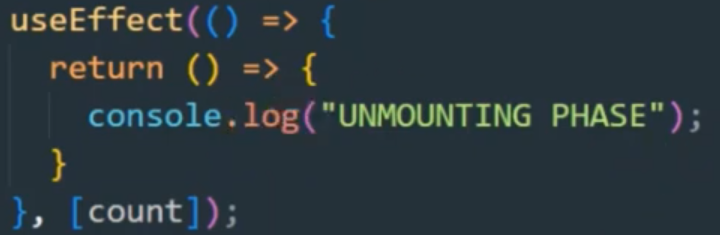 useEffect(() => {
  return () => {
    console.log("UNMOUNTING PHASE");
  }
}, [count]);